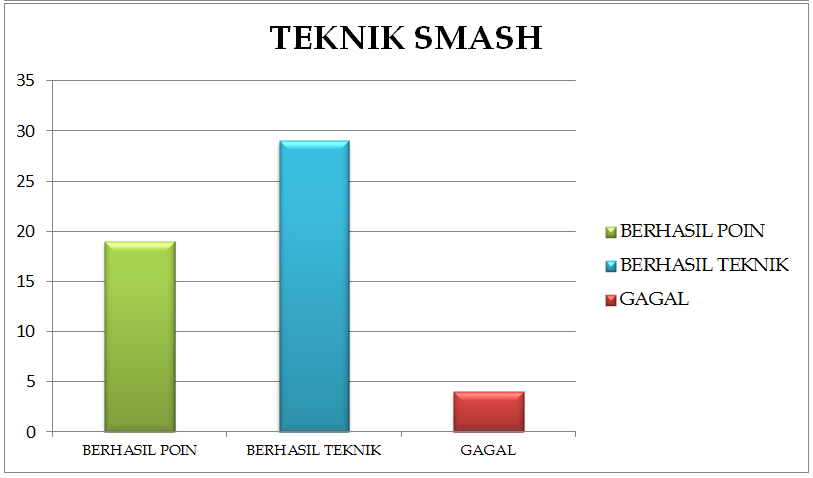 TEKNIK SMASH
35
30
25
20
15
10
5
0
BERHASIL POIN
BERHASIL TEKNIK
GAGAL
BERHASIL POIN
BERHASIL TEKNIK
GAGAL